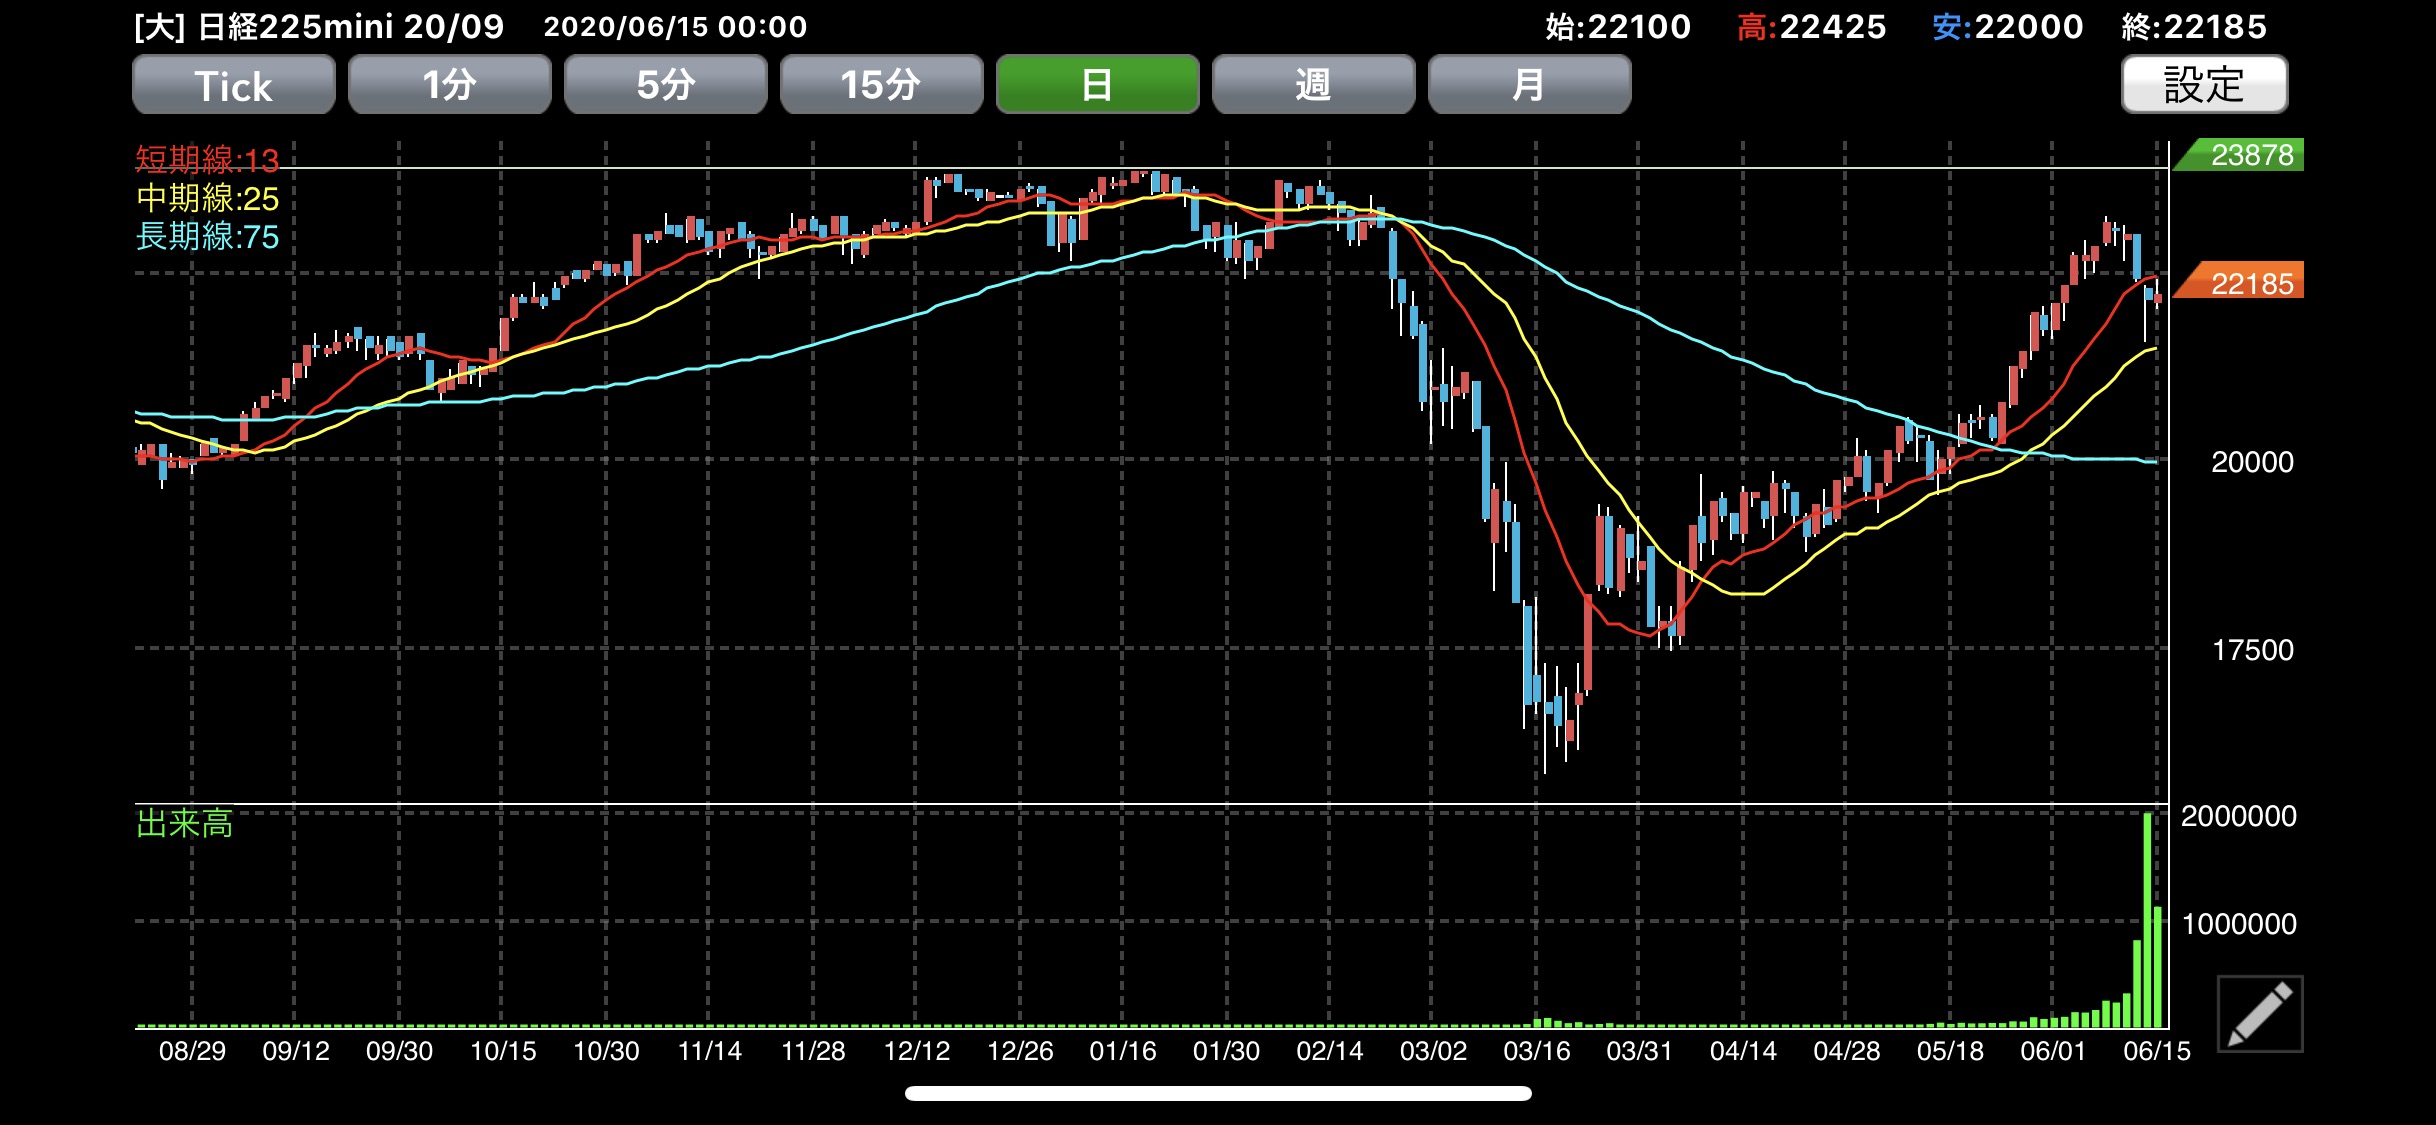 [大] 日経225mini 20/09 2020/06/15 00:00 始:22100 高:22425 安:22000 終:22185
Tick 1分 5分 15分 日 週 月 設定
短期線:13
中期線:25
長期線:75
23878
22185
20000
17500
出来高
2000000
1000000
08/29 09/12 09/30 10/15 10/30 11/14 11/28 12/12 12/26 01/16 01/30 02/14 03/02 03/16 03/31 04/14 04/28 05/18 06/01 06/15